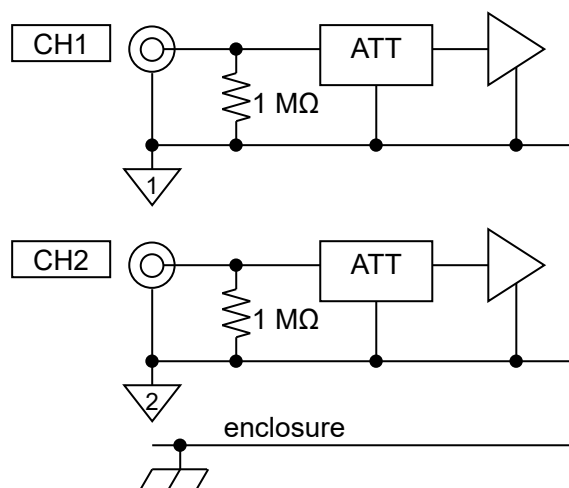 CH1
ATT
1 MΩ
1
CH2
ATT
1 MΩ
2
enclosure